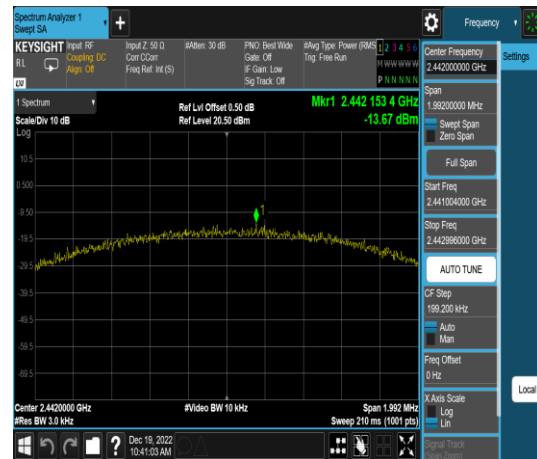 Spectrum Analyzer 1
Swept SA
+
Frequency
KEYSIGHT
RL
Input: RF
Coupling: DC
Align: Off
Input Z: 50 Ω
Corr CCorr
Freq Ref: Int (S)
#Atten: 30 dB
PNO: Best Wide
Gate: Off
IF Gain: Low
Sig Track: Off
#Avg Type: Power (RMS
Trig: Free Run
1 2 3 4 5 6
M W W W W W
P N N N N N
1 Spectrum
Scale/Div 10 dB
Log
Ref Lvl Offset 0.50 dB
Ref Level 20.50 dBm
Mkr1 2.442 153 4 GHz
-13.67 dBm
10.5
0.500
-9.50
-19.5
-29.5
-39.5
-49.5
-59.5
-69.5
1
Center 2.4420000 GHz
#Res BW 3.0 kHz
#Video BW 10 kHz
Span 1.992 MHz
Sweep 210 ms (1001 pts)
Dec 19, 2022
10:41:03 AM
?
Center Frequency
2.442000000 GHz
Span
1.99200000 MHz
Swept Span
Zero Span
Full Span
Start Freq
2.441004000 GHz
Stop Freq
2.442996000 GHz
AUTO TUNE
CF Step
199.200 kHz
Auto
Man
Freq Offset
0 Hz
X Axis Scale
Log
Lin
Signal Track
(Span Zoom)
Settings
Local